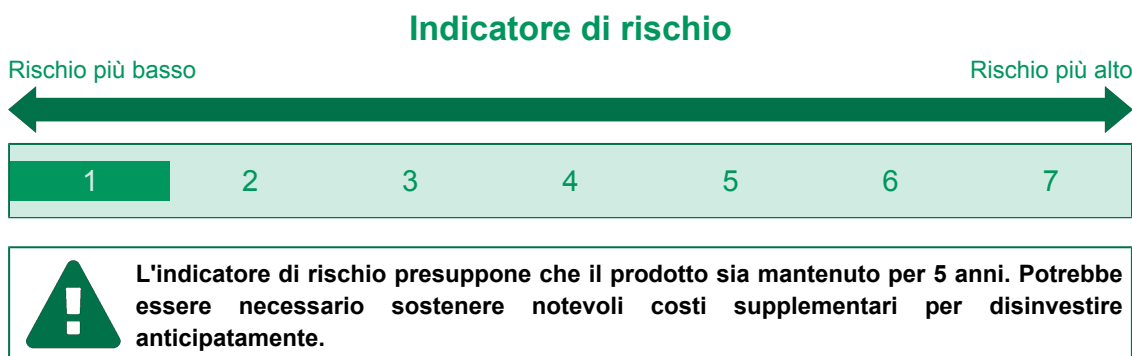 Indicatore di rischio
Rischio più basso
Rischio più alto
1 2 3 4 5 6 7
L'indicatore di rischio presuppone che il prodotto sia mantenuto per 5 anni. Potrebbe
essere necessario sostenere notevoli costi supplementari per disinvestire
anticipatamente.